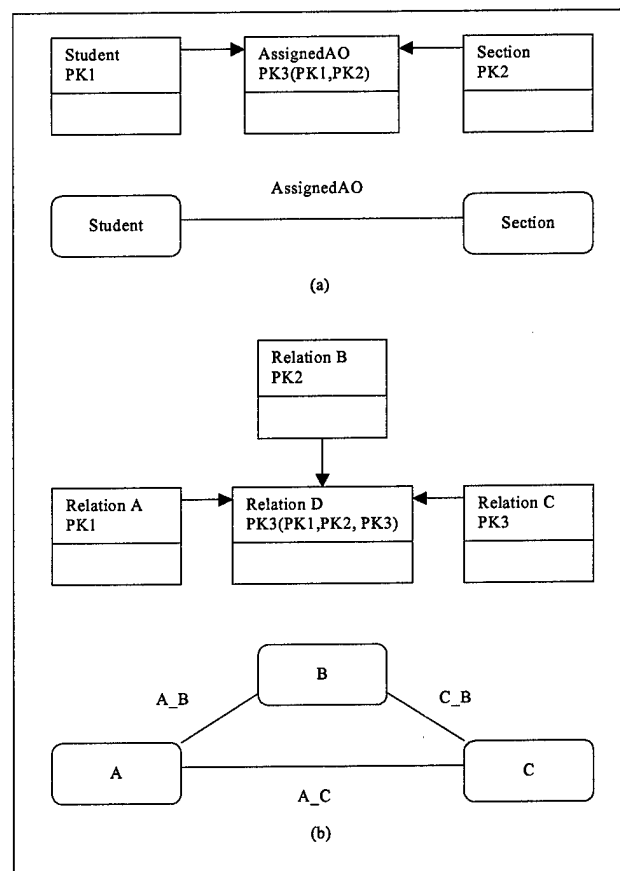 Student
PK1
AssignedAO
PK3(PK1,PK2)
Section
PK2
AssignedAO
Student
Section
(a)
Relation B
PK2
Relation A
PK1
Relation D
PK3(PK1,PK2, PK3)
Relation C
PK3
B
A_B
C_B
A
C
A_C
(b)